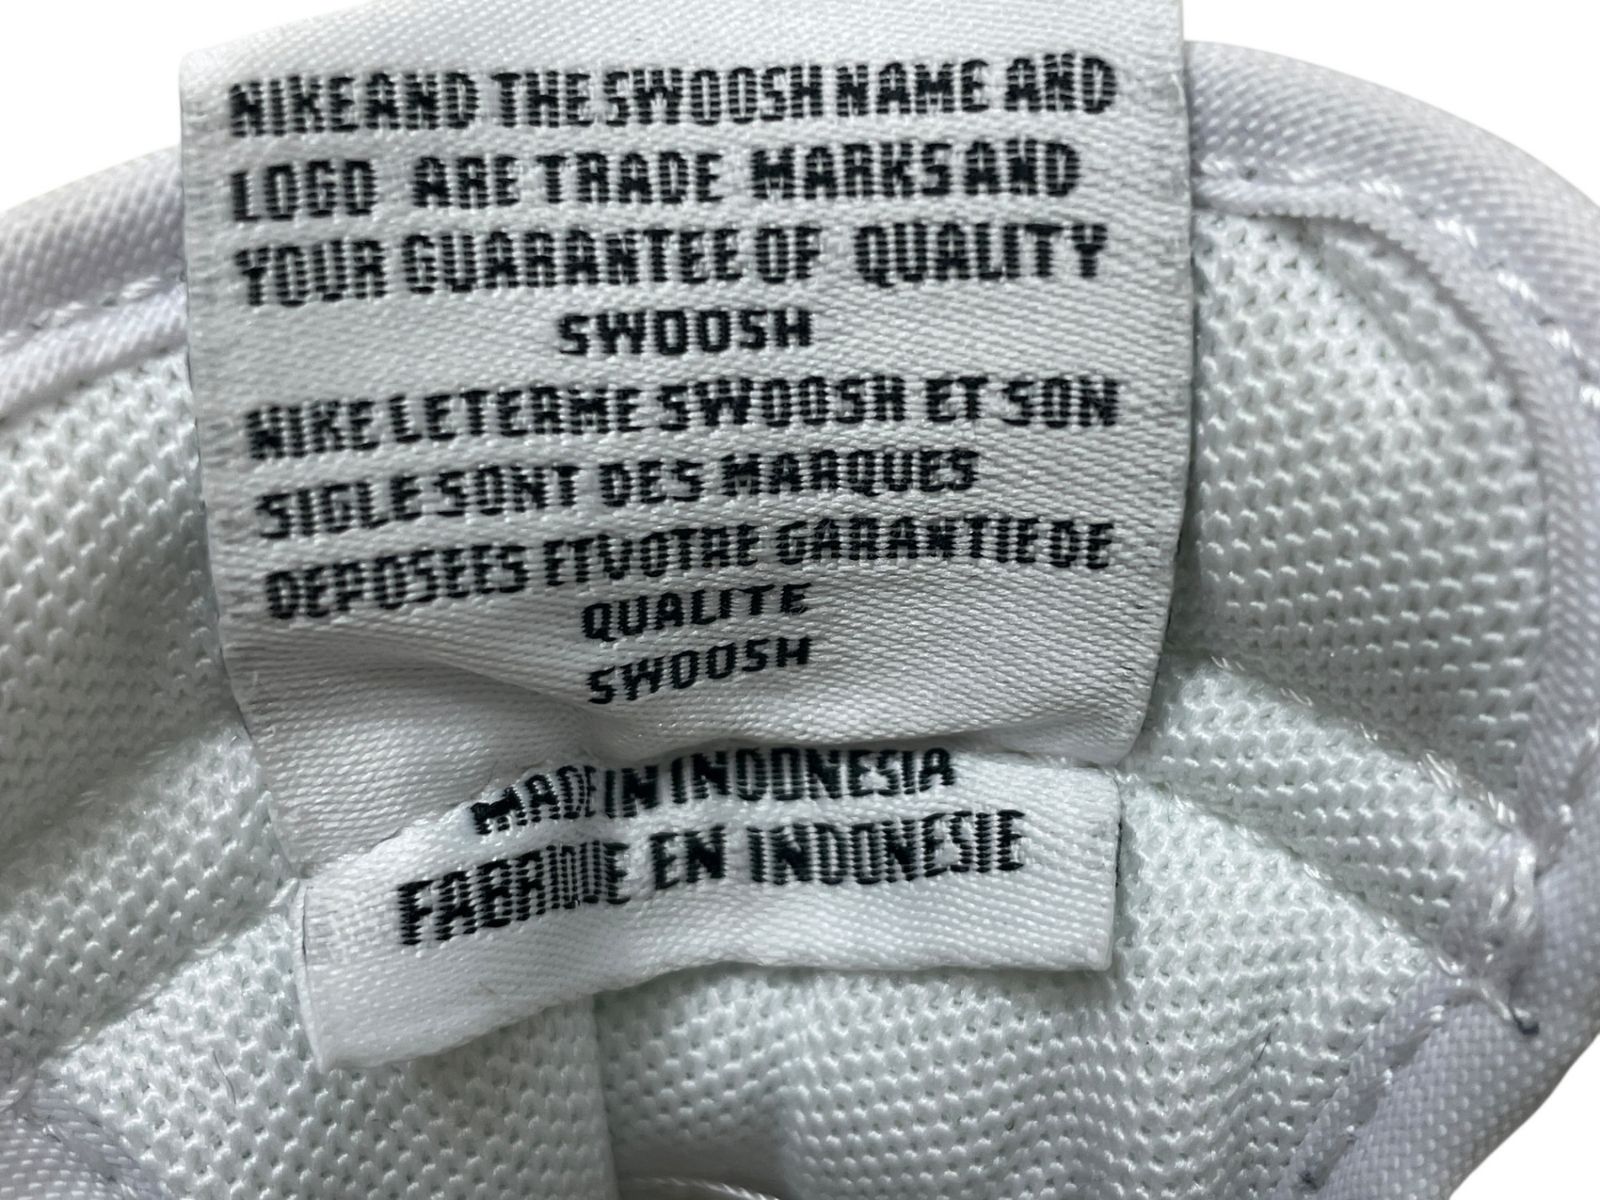 NIKE AND THE SWOOSH NAME AND
LOGO ARE TRADE MARKS AND
YOUR GUARANTEE OF QUALITY
SWOOSH
NIKE LE TERME SWOOSH ET SON
SIGLE SONT DES MARQUES
DEPOSEES ET VOTRE GARANTIE DE
QUALITE
SWOOSH
MADE IN INDONESIA
FABRIQUE EN INDONESIE